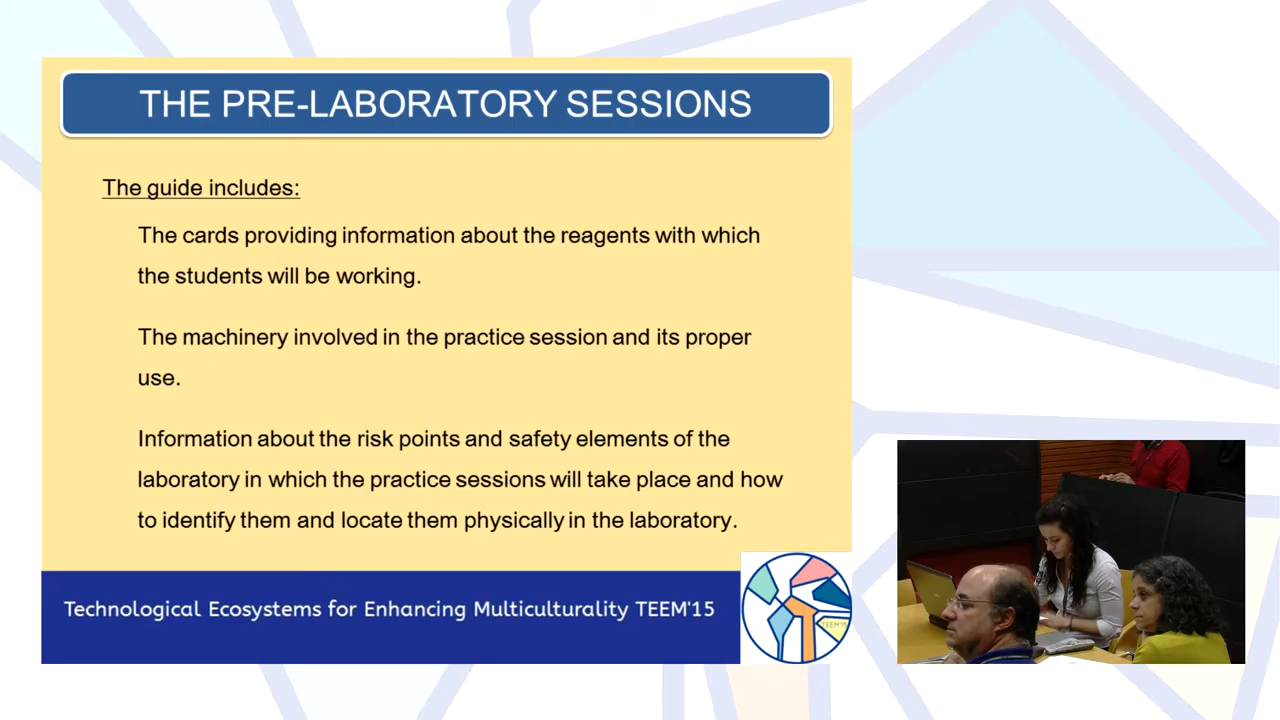 THE PRE-LABORATORY SESSIONS
The guide includes:
The cards providing information about the reagents with which
the students will be working.
The machinery involved in the practice session and its proper
use.
Information about the risk points and safety elements of the
laboratory in which the practice sessions will take place and how
to identify them and locate them physically in the laboratory.
Technological Ecosystems for Enhancing Multiculturality TEEM'15
TEEM'15